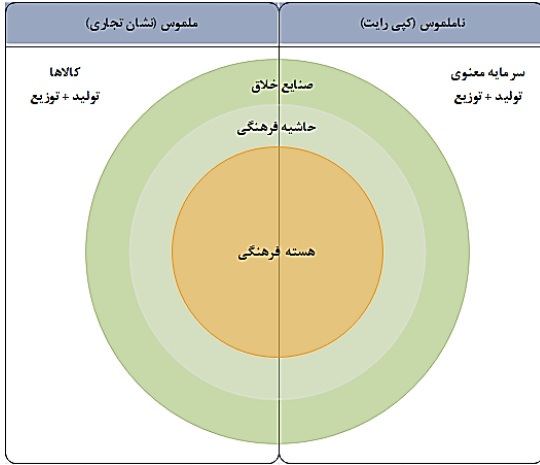 ناملموس (کپی رایت)
ملموس (نشان تجاری)
سرمایه معنوی
تولید + توزیع
کالاها
تولید + توزیع
صنایع خلاق
حاشیه فرهنگی
هسته فرهنگی